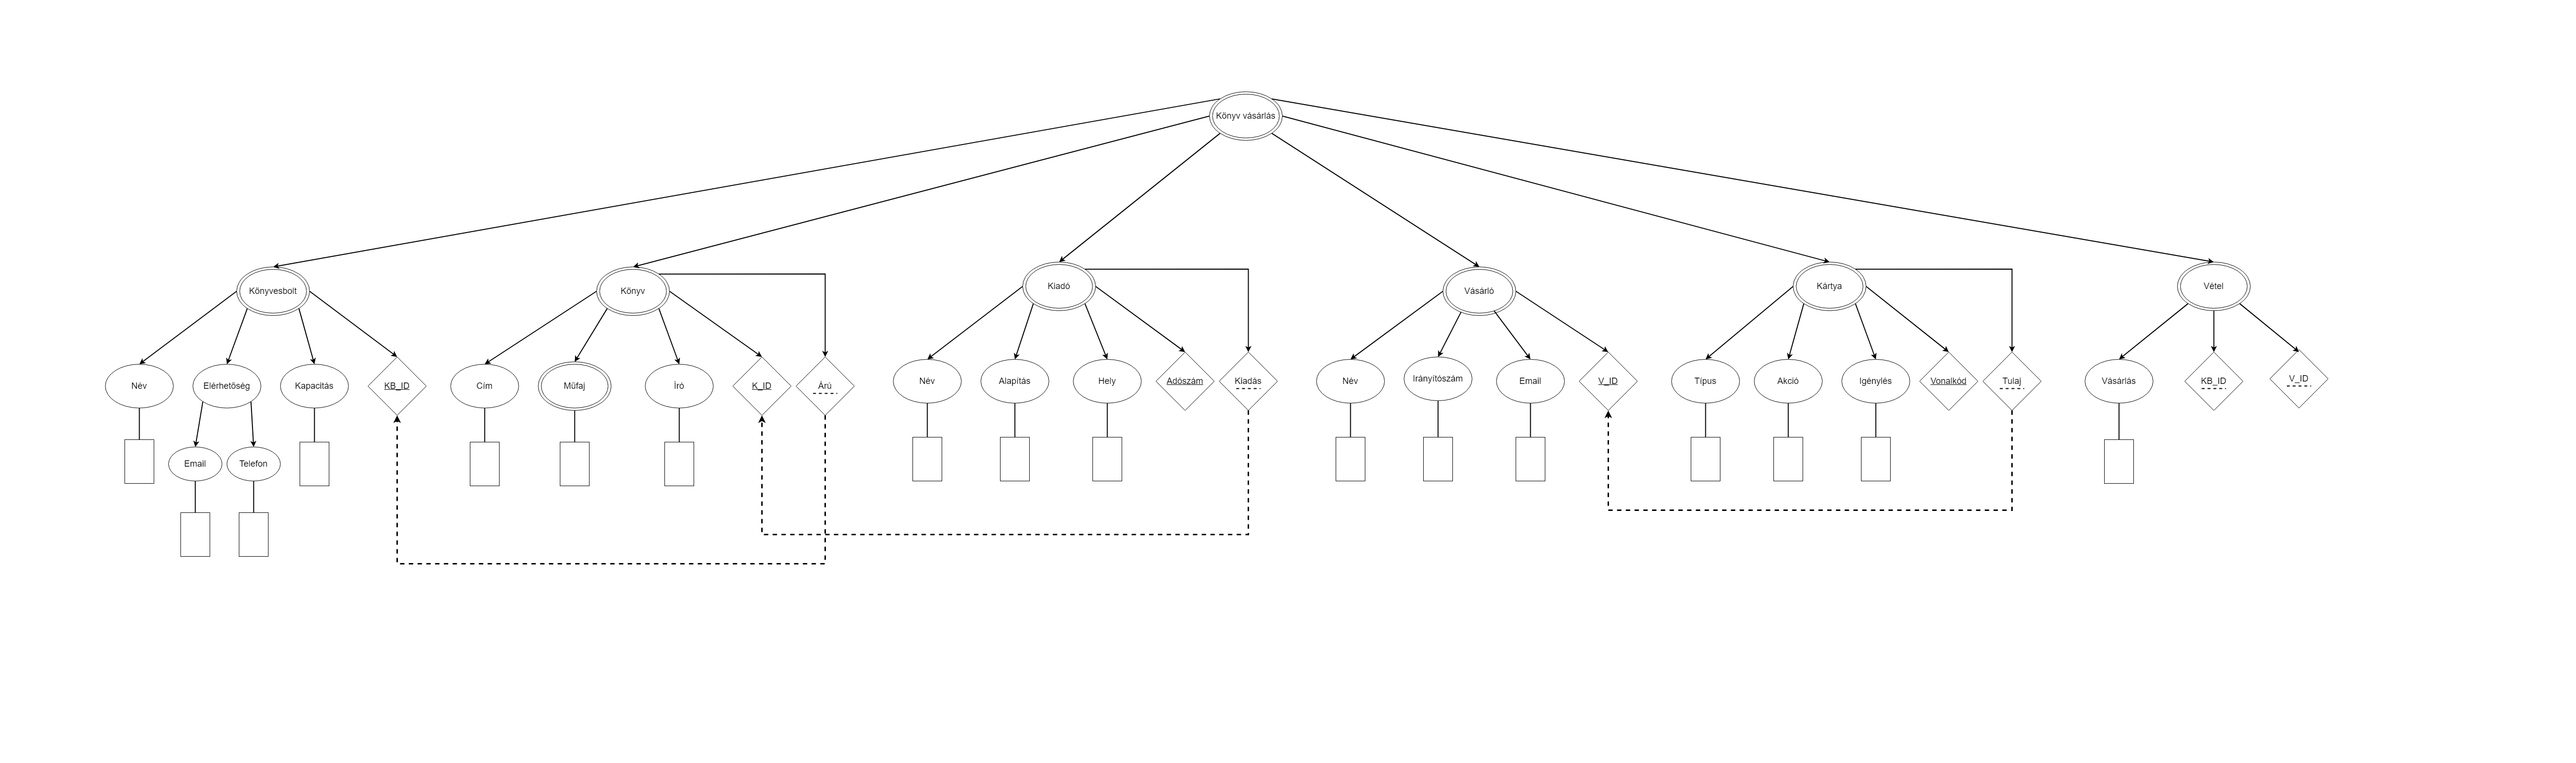 Könyv vásárlás
Könyvesbolt
Könyv
Kiadó
Vásárló
Kártya
Vétel
Név
Elérhetőség
Kapacitás
KB_ID
Cím
Műfaj
Író
K_ID
Árú
Név
Alapítás
Hely
Adószám
Kiadás
Név
Irányítószám
Email
V_ID
Típus
Akció
Igénylés
Vonalkód
Tulaj
Vásárlás
KB_ID
V_ID
Email
Telefon